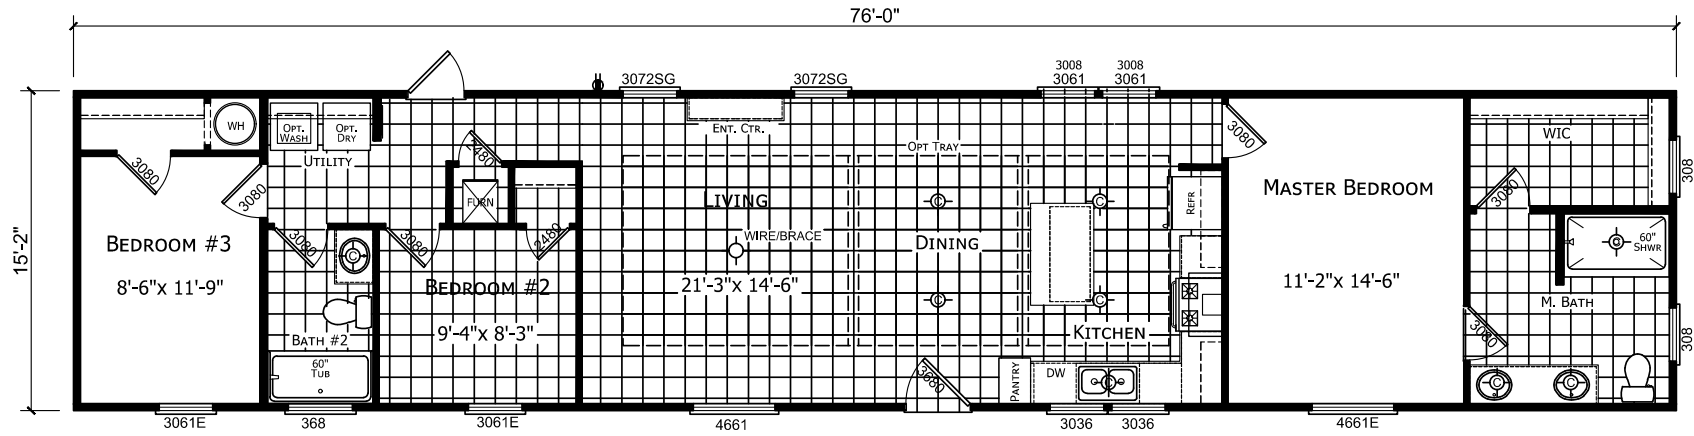 76'-0"
15'-2"
3072SG
3072SG
3008
3061
3008
3061
WH
OPT.
WASH
OPT.
DRY
UTILITY
3080
3080
2480
FURN
ENT. CTR.
OPT TRAY
3080
WIC
308
LIVING
WIRE/BRACE
21'-3"x 14'-6"
DINING
C
C
C
C
REFR
MASTER BEDROOM
11'-2"x 14'-6"
3080
60"
SHWR
C
M. BATH
308
BEDROOM #3
8'-6"x 11'-9"
3080
C
3080
2480
BEDROOM #2
9'-4"x 8'-3"
BATH #2
60"
TUB
KITCHEN
3680
PANTRY
DW
C
3080
C
C
3061E
368
3061E
4661
3036
3036
4661E